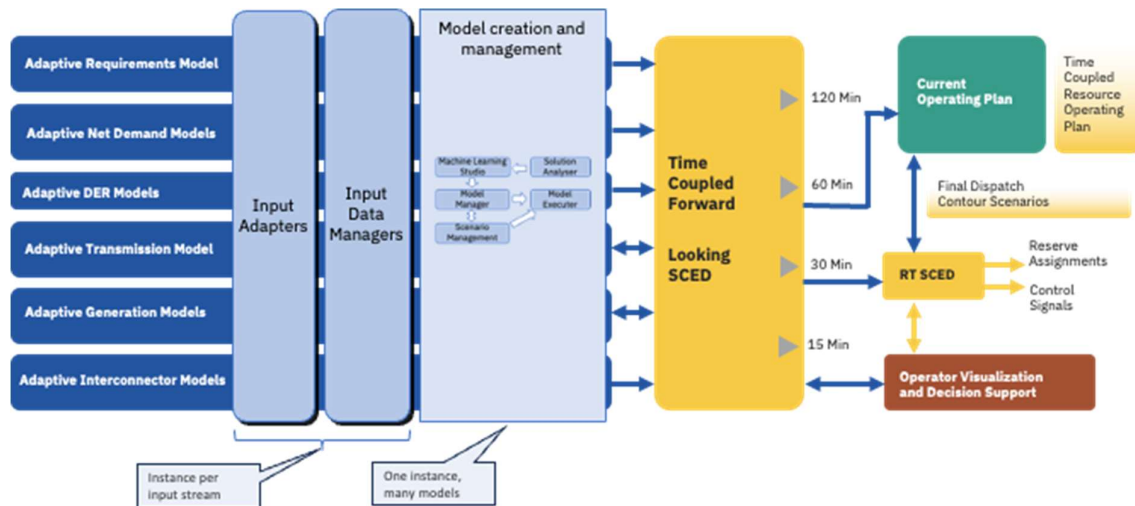 Adaptive Requirements Model
Adaptive Net Demand Models
Adaptive DER Models
Adaptive Transmission Model
Adaptive Generation Models
Adaptive Interconnector Models
Input
Adapters
Input
Data
Managers
Instance per
input stream
Model creation and
management
Machine Learning
Studio
Solution
Analyser
Model
Manager
Model
Executer
Scenario
Management
One instance,
many models
Time
Coupled
Forward
Looking
SCED
120 Min
60 Min
30 Min
15 Min
Current
Operating Plan
Time
Coupled
Resource
Operating
Plan
Final Dispatch
Contour Scenarios
RT SCED
Reserve
Assignments
Control
Signals
Operator Visualization
and Decision Support